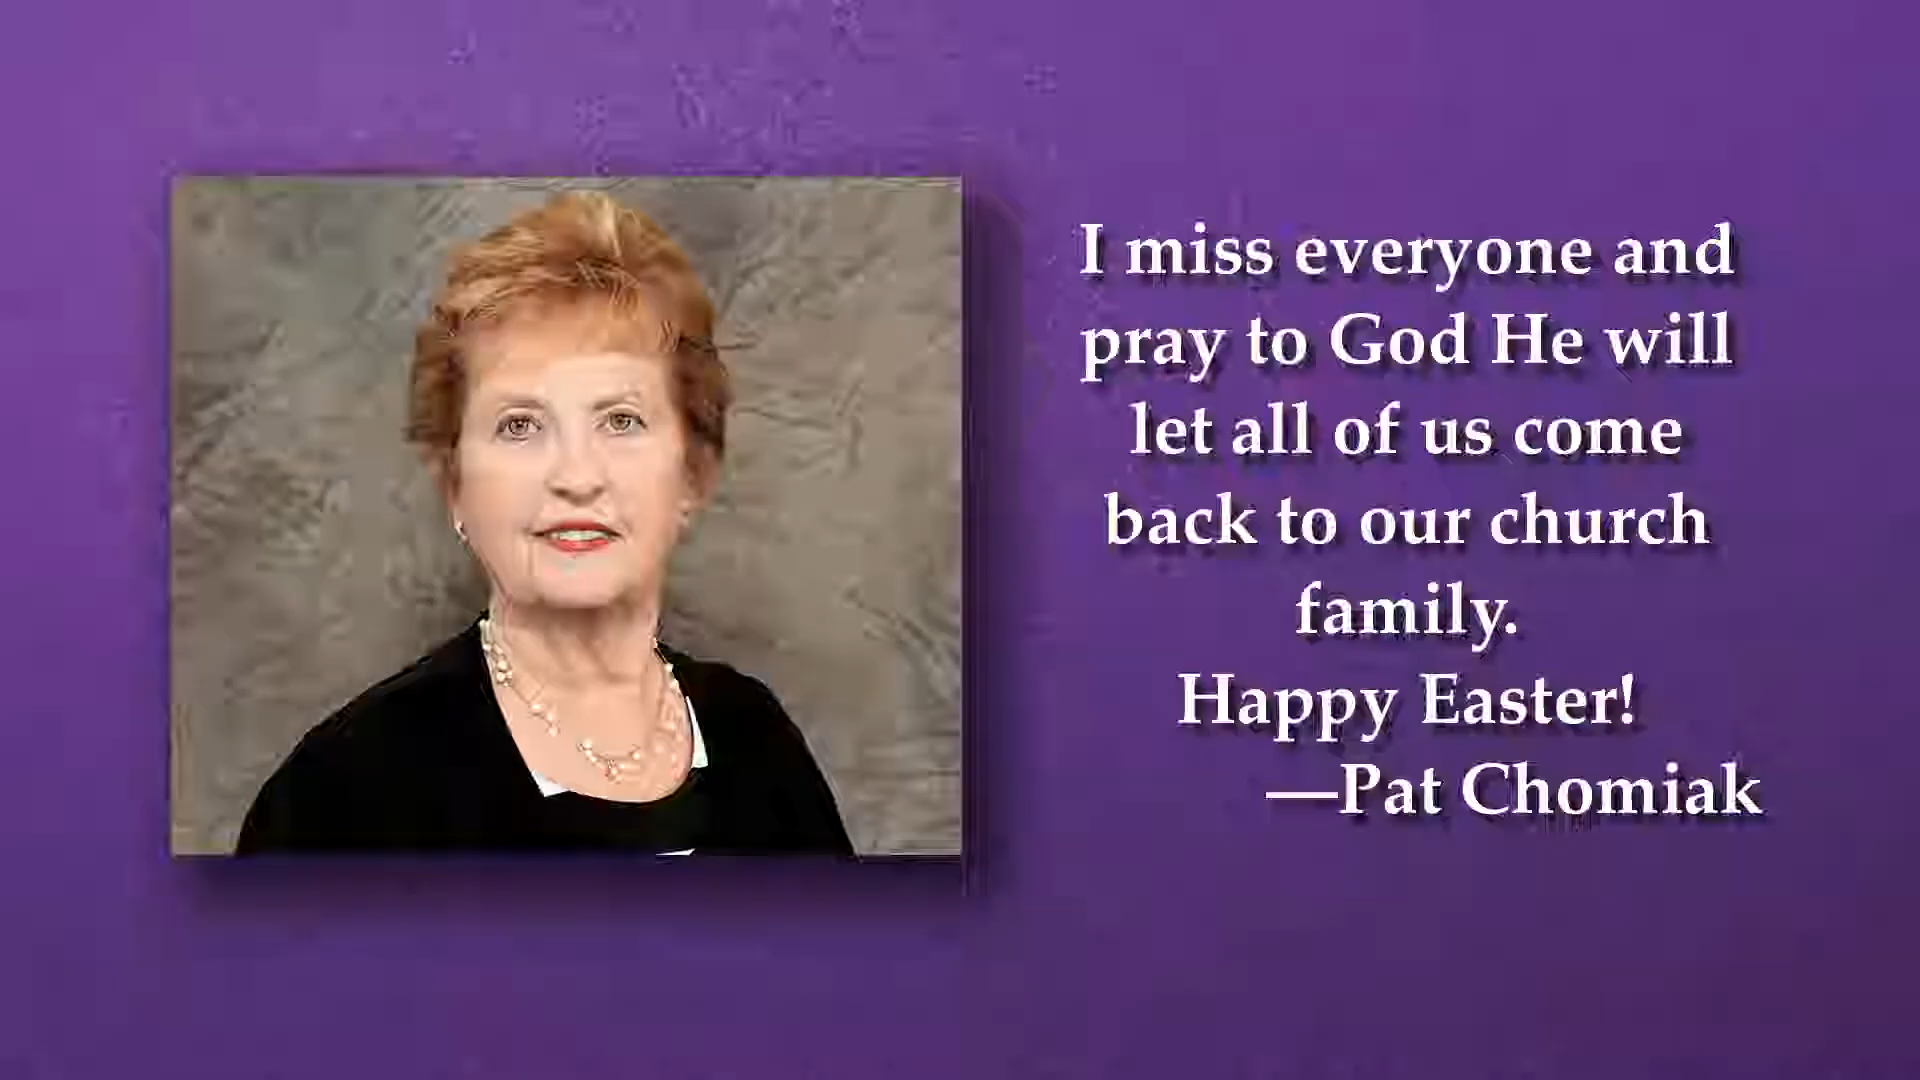 I miss everyone and
pray to God He will
let all of us come
back to our church
family.
Happy Easter!
—Pat Chomiak